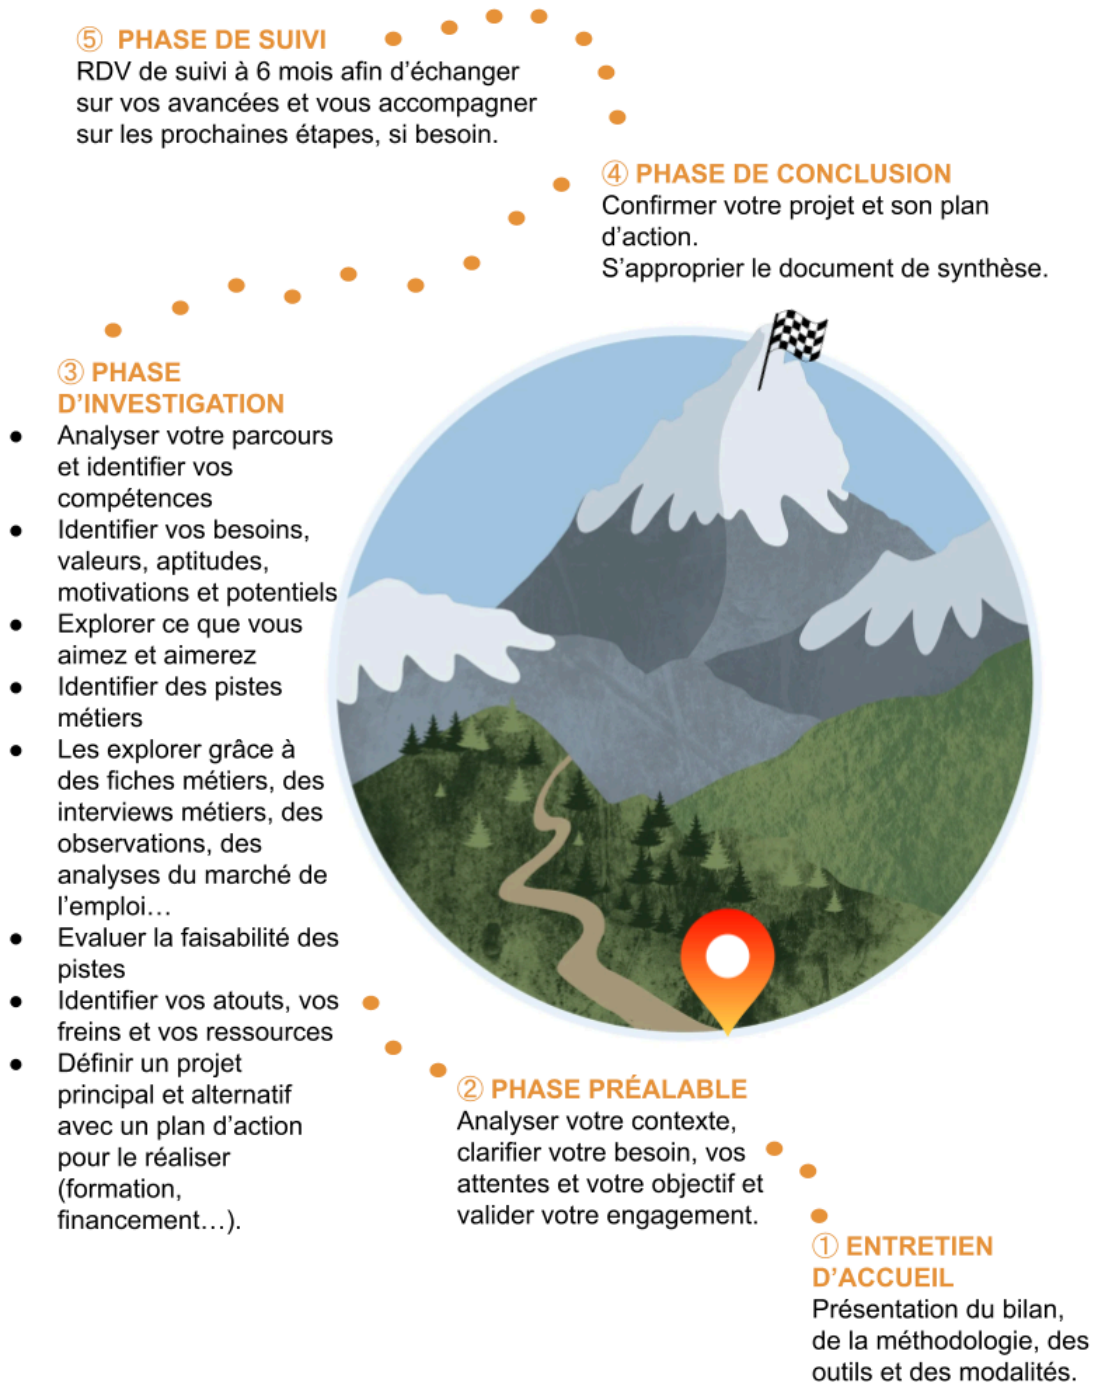 ⑤ PHASE DE SUIVI
RDV de suivi à 6 mois afin d’échanger
sur vos avancées et vous accompagner
sur les prochaines étapes, si besoin.
④ PHASE DE CONCLUSION
Confirmer votre projet et son plan
d’action.
S’approprier le document de synthèse.
③ PHASE
D’INVESTIGATION
● Analyser votre parcours
et identifier vos
compétences
● Identifier vos besoins,
valeurs, aptitudes,
motivations et potentiels
● Explorer ce que vous
aimez et aimerez
● Identifier des pistes
métiers
● Les explorer grâce à
des fiches métiers, des
interviews métiers, des
observations, des
analyses du marché de
l’emploi…
● Evaluer la faisabilité des
pistes
● Identifier vos atouts, vos
freins et vos ressources
● Définir un projet
principal et alternatif
avec un plan d’action
pour le réaliser
(formation,
financement…).
② PHASE PRÉALABLE
Analyser votre contexte,
clarifier votre besoin, vos
attentes et votre objectif et
valider votre engagement.
① ENTRETIEN
D’ACCUEIL
Présentation du bilan,
de la méthodologie, des
outils et des modalités.